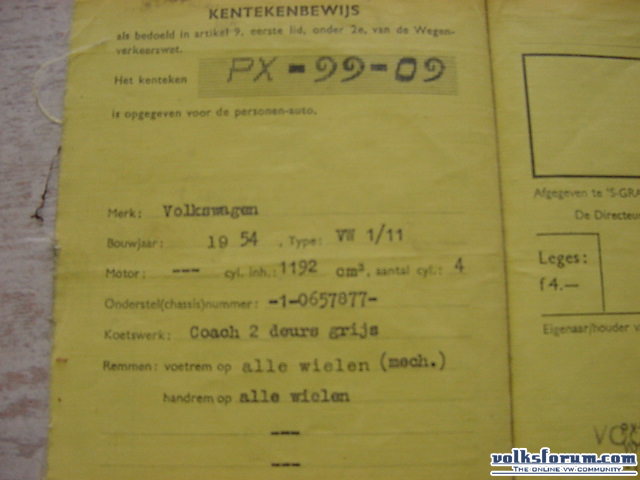 KENTEKENBEWIJS
als bedoeld in artikel 9, eerste lid, onder 2e, van de Wegen-
verkeerswet.
Het kenteken PX-99-09
is opgegeven voor de personen-auto.
Merk: Volkswagen
Bouwjaar: 1954, Type: VW 1/11
Motor: --- cyl. inh.: 1192 cm³, aantal cyl.: 4
Onderstel(chassis)nummer: -1-0657877-
Koetswerk: Coach 2 deurs grijs
Remmen: voetrem op alle wielen (mech.)
handrem op alle wielen
---
---
Afgegeven te 'S-GRA
De Directeu
Leges:
f 4.—
Eigenaar/houder va
volksforum.com
THE ONLINE VW COMMUNITY